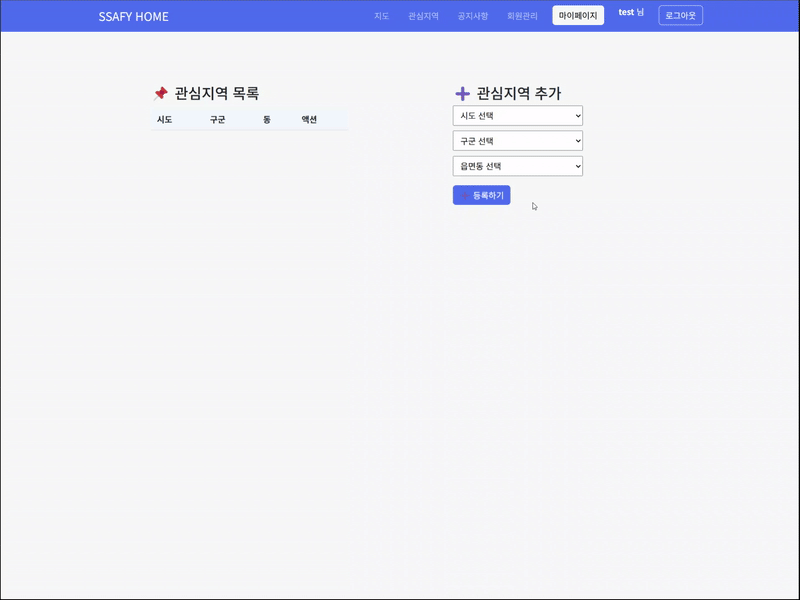 SSAFY HOME 지도 관심지역 공지사항 회원관리 마이페이지 test 님 로그아웃
관심지역 목록
시도 구군 동 액션
관심지역 추가
시도 선택
구군 선택
읍면동 선택
등록하기